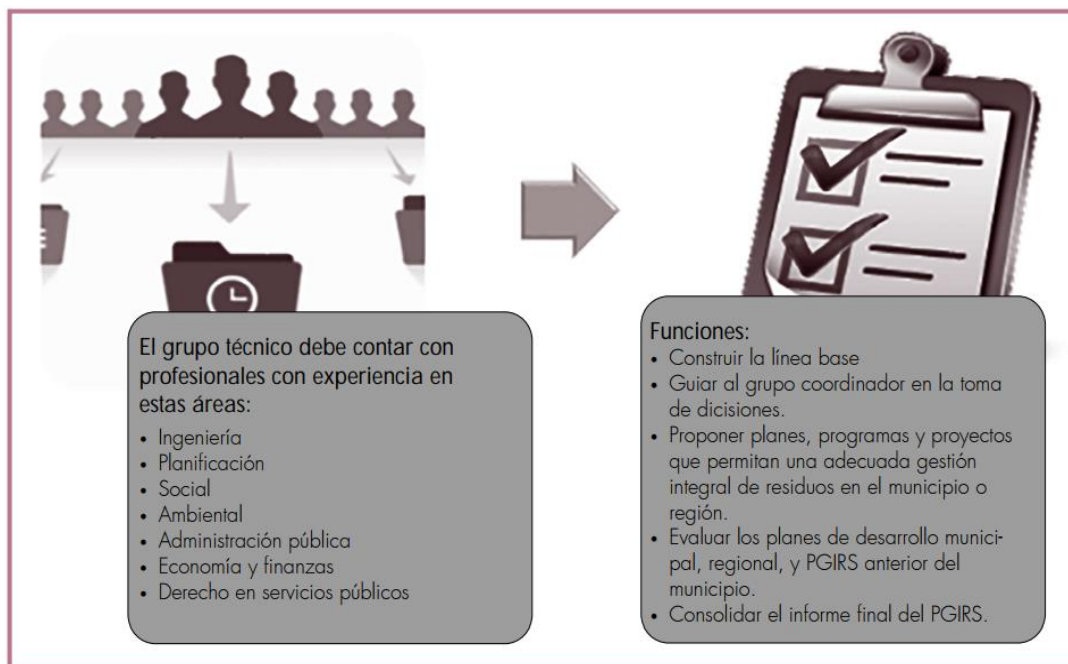 El grupo técnico debe contar con
profesionales con experiencia en
estas áreas:
• Ingeniería
• Planificación
• Social
• Ambiental
• Administración pública
• Economía y finanzas
• Derecho en servicios públicos
Funciones:
• Construir la línea base
• Guiar al grupo coordinador en la toma
de dicisiones.
• Proponer planes, programas y proyectos
que permitan una adecuada gestión
integral de residuos en el municipio o
región.
• Evaluar los planes de desarrollo munici-
pal, regional, y PGIRS anterior del
municipio.
• Consolidar el informe final del PGIRS.